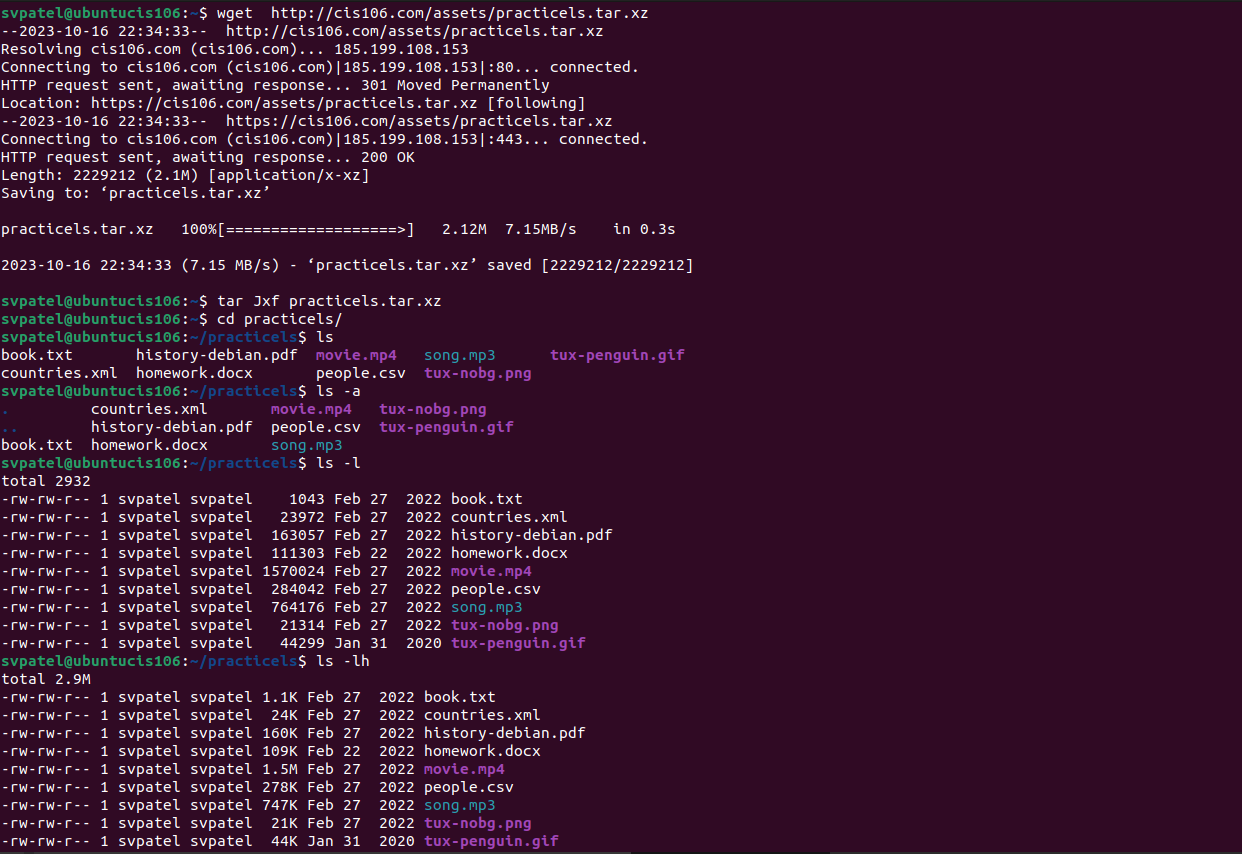 svpatel@ubuntucis106:~$ wget  http://cis106.com/assets/practicels.tar.xz
--2023-10-16 22:34:33--  http://cis106.com/assets/practicels.tar.xz
Resolving cis106.com (cis106.com)... 185.199.108.153
Connecting to cis106.com (cis106.com)|185.199.108.153|:80... connected.
HTTP request sent, awaiting response... 301 Moved Permanently
Location: https://cis106.com/assets/practicels.tar.xz [following]
--2023-10-16 22:34:33--  https://cis106.com/assets/practicels.tar.xz
Connecting to cis106.com (cis106.com)|185.199.108.153|:443... connected.
HTTP request sent, awaiting response... 200 OK
Length: 2229212 (2.1M) [application/x-xz]
Saving to: ‘practicels.tar.xz’

practicels.tar.xz   100%[===================>]   2.12M  7.15MB/s    in 0.3s

2023-10-16 22:34:33 (7.15 MB/s) - ‘practicels.tar.xz’ saved [2229212/2229212]

svpatel@ubuntucis106:~$ tar Jxf practicels.tar.xz
svpatel@ubuntucis106:~$ cd practicels/
svpatel@ubuntucis106:~/practicels$ ls
book.txt       history-debian.pdf  movie.mp4   song.mp3      tux-penguin.gif
countries.xml  homework.docx       people.csv  tux-nobg.png
svpatel@ubuntucis106:~/practicels$ ls -a
.         countries.xml       movie.mp4   tux-nobg.png
..        history-debian.pdf  people.csv  tux-penguin.gif
book.txt  homework.docx       song.mp3
svpatel@ubuntucis106:~/practicels$ ls -l
total 2932
-rw-rw-r-- 1 svpatel svpatel    1043 Feb 27  2022 book.txt
-rw-rw-r-- 1 svpatel svpatel   23972 Feb 27  2022 countries.xml
-rw-rw-r-- 1 svpatel svpatel  163057 Feb 27  2022 history-debian.pdf
-rw-rw-r-- 1 svpatel svpatel  111303 Feb 22  2022 homework.docx
-rw-rw-r-- 1 svpatel svpatel 1570024 Feb 27  2022 movie.mp4
-rw-rw-r-- 1 svpatel svpatel  284042 Feb 27  2022 people.csv
-rw-rw-r-- 1 svpatel svpatel  764176 Feb 27  2022 song.mp3
-rw-rw-r-- 1 svpatel svpatel   21314 Feb 27  2022 tux-nobg.png
-rw-rw-r-- 1 svpatel svpatel   44299 Jan 31  2020 tux-penguin.gif
svpatel@ubuntucis106:~/practicels$ ls -lh
total 2.9M
-rw-rw-r-- 1 svpatel svpatel 1.1K Feb 27  2022 book.txt
-rw-rw-r-- 1 svpatel svpatel  24K Feb 27  2022 countries.xml
-rw-rw-r-- 1 svpatel svpatel 160K Feb 27  2022 history-debian.pdf
-rw-rw-r-- 1 svpatel svpatel 109K Feb 22  2022 homework.docx
-rw-rw-r-- 1 svpatel svpatel 1.5M Feb 27  2022 movie.mp4
-rw-rw-r-- 1 svpatel svpatel 278K Feb 27  2022 people.csv
-rw-rw-r-- 1 svpatel svpatel 747K Feb 27  2022 song.mp3
-rw-rw-r-- 1 svpatel svpatel  21K Feb 27  2022 tux-nobg.png
-rw-rw-r-- 1 svpatel svpatel  44K Jan 31  2020 tux-penguin.gif